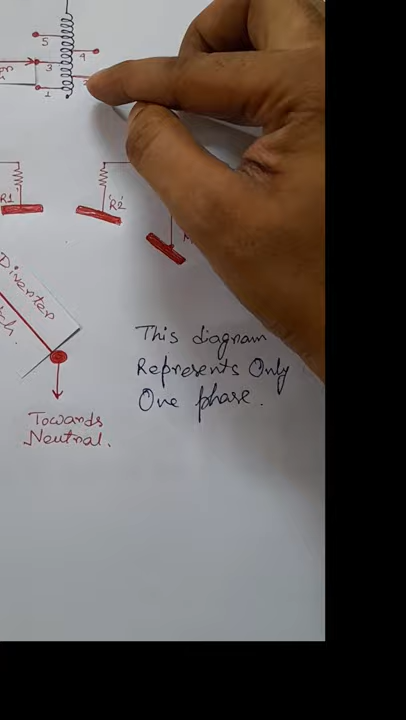 5
4
3
1
R1
'R2'
Diverter
This diagram
Represents Only
One phase.
Towards
Neutral.